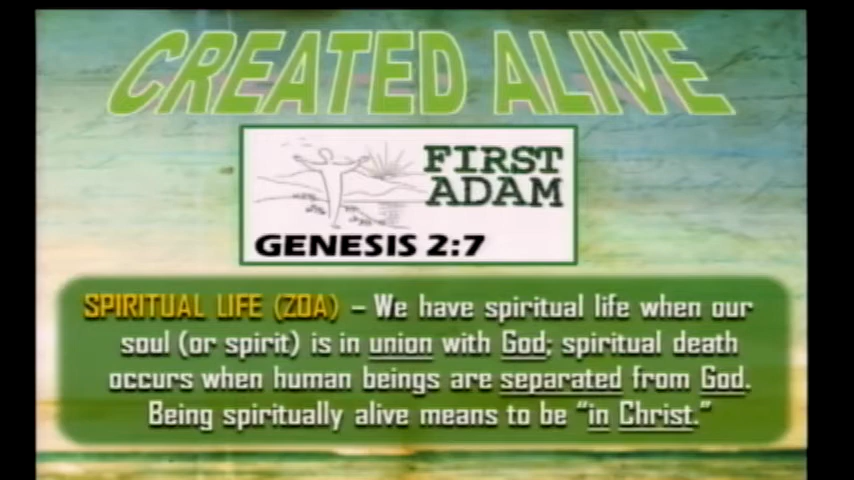 CREATED ALIVE
FIRST
ADAM
GENESIS 2:7
SPIRITUAL LIFE (ZOA) – We have spiritual life when our
soul (or spirit) is in union with God; spiritual death
occurs when human beings are separated from God.
Being spiritually alive means to be “in Christ.”